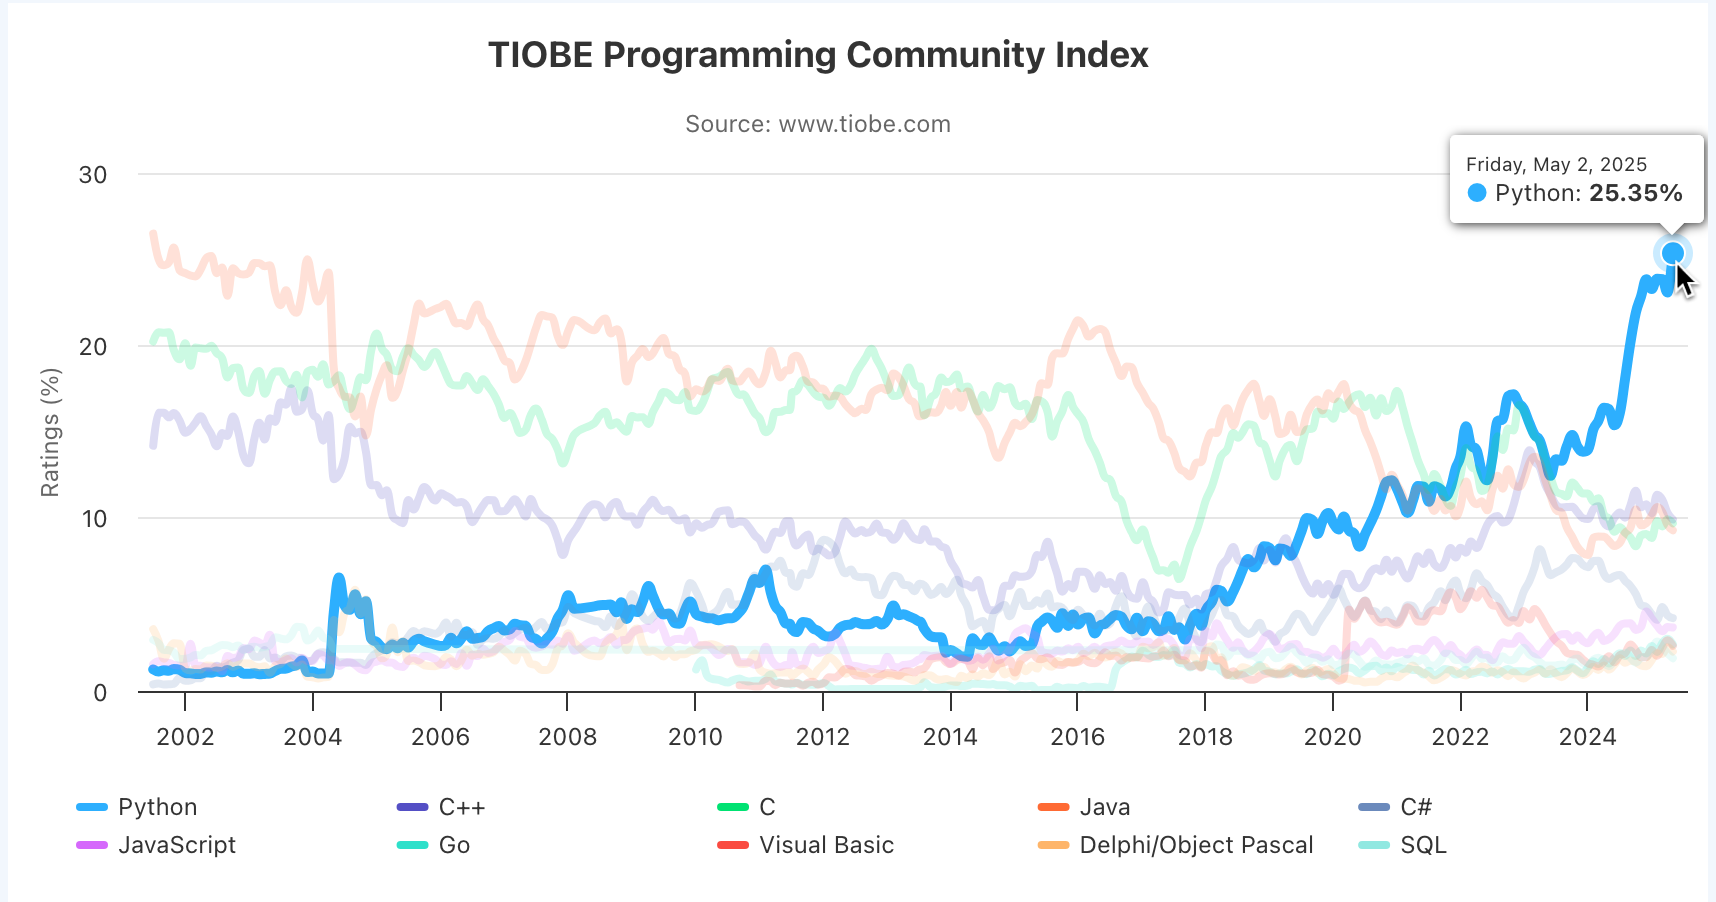 TIOBE Programming Community Index
Source: www.tiobe.com
Friday, May 2, 2025
Python: 25.35%
Ratings (%)
30
20
10
0
2002 2004 2006 2008 2010 2012 2014 2016 2018 2020 2022 2024
Python C++ C Java C#
JavaScript Go Visual Basic Delphi/Object Pascal SQL